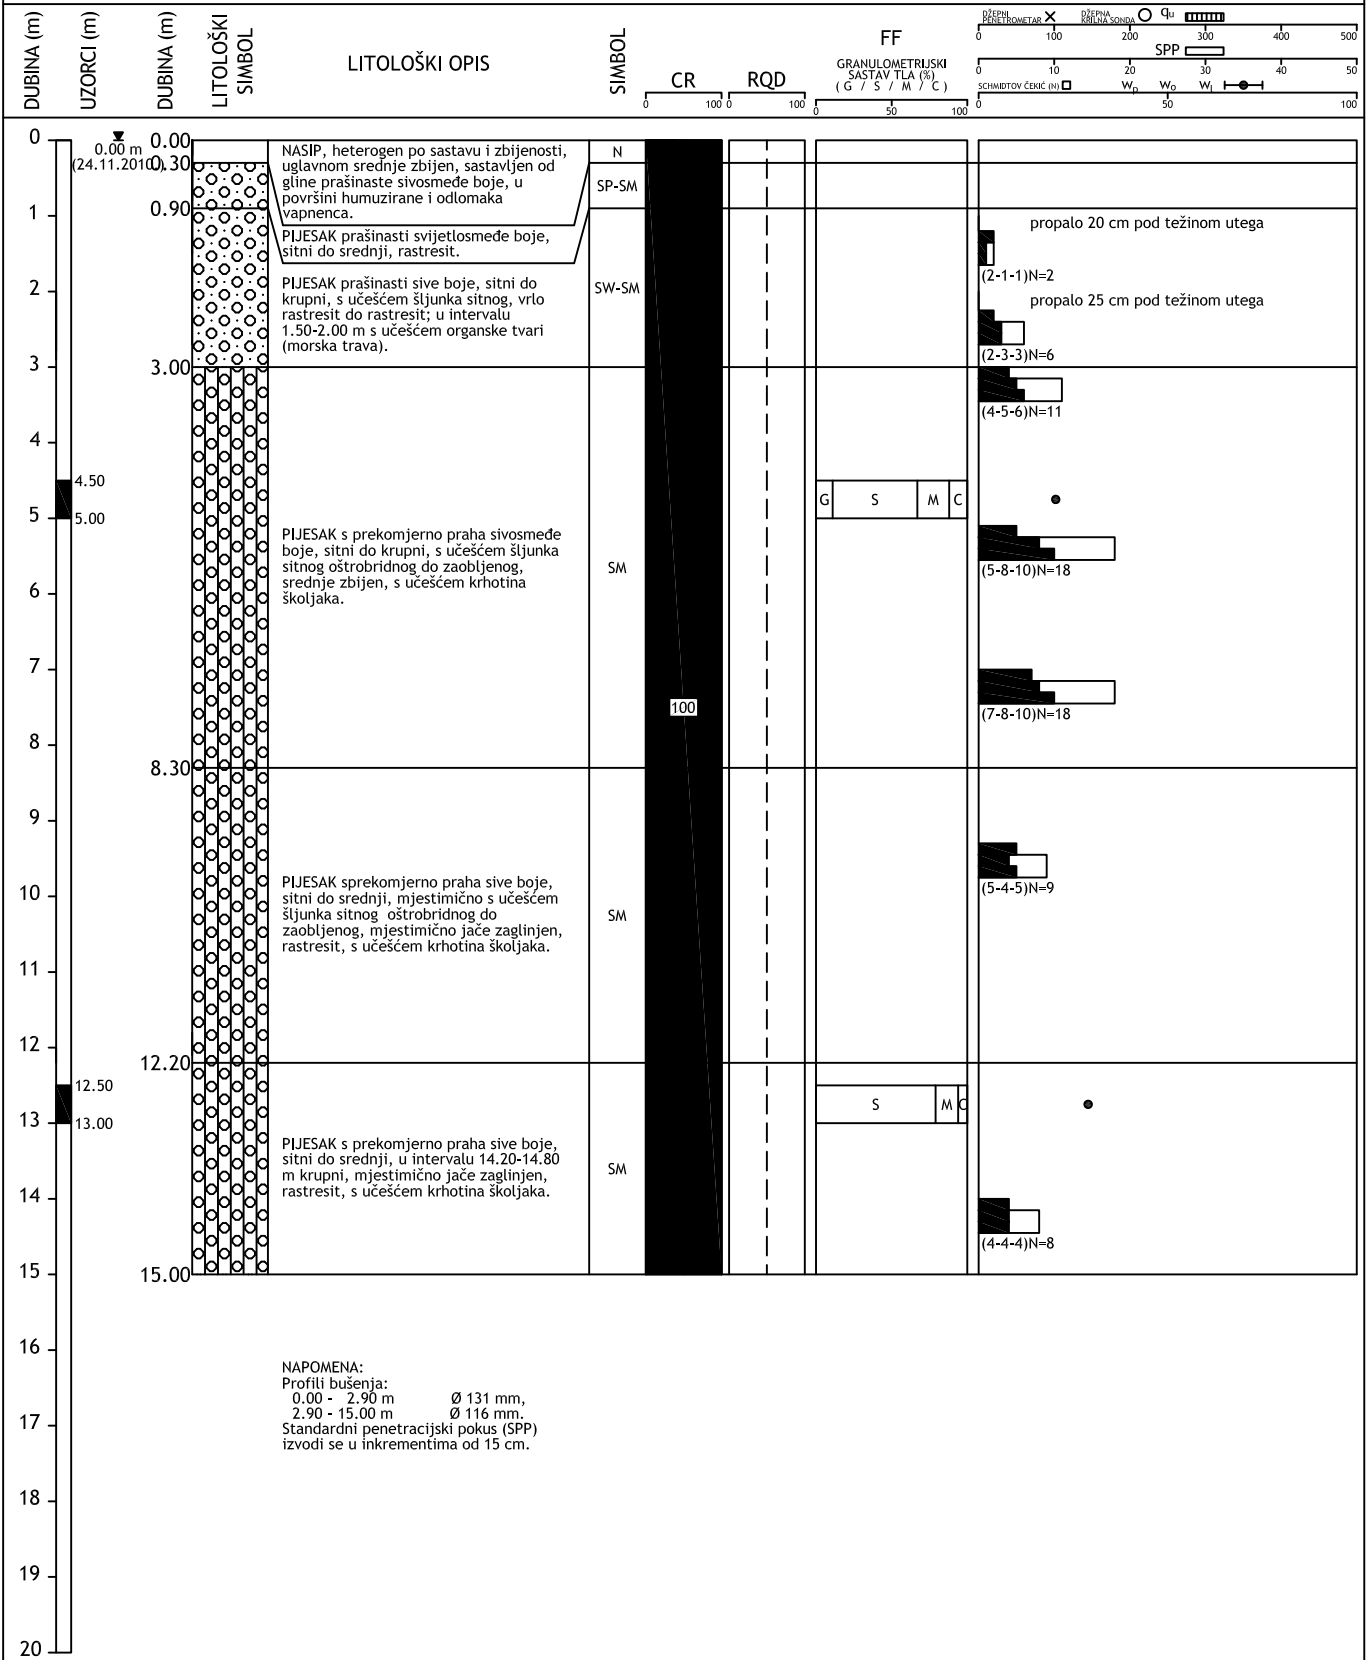 DUBINA (m)
UZORCI (m)
DUBINA (m)
LITOLOŠKI
SIMBOL
LITOLOŠKI OPIS
SIMBOL
CR
0 100
RQD
0 100
FF
GRANULOMETRIJSKI
SASTAV TLA (%)
( G / S / M / C )
0 50 100
DŽEPNI
PENETROMETAR
DŽEPNA
KRILNA SONDA
qu
0 100 200 300 400 500
SPP
0 10 20 30 40 50
SCHMIDTOV ČEKIĆ (N)
Wp W0 Wl
0 50 100
0
1
2
3
4
5
6
7
8
9
10
11
12
13
14
15
16
17
18
19
20
0.00 m
(24.11.2010.)
4.50
5.00
12.50
13.00
0.00
0.30
0.90
3.00
8.30
12.20
15.00
NASIP, heterogen po sastavu i zbijenosti,
uglavnom srednje zbijen, sastavljen od
gline prašinaste sivosmeđe boje, u
površini humuzirane i odlomaka
vapnenca.
N
PIJESAK prašinasti svijetlosmeđe boje,
sitni do srednji, rastresit.
SP-SM
PIJESAK prašinasti sive boje, sitni do
krupni, s učešćem šljunka sitnog, vrlo
rastresit do rastresit; u intervalu
1.50-2.00 m s učešćem organske tvari
(morska trava).
SW-SM
PIJESAK s prekomjerno praha sivosmeđe
boje, sitni do krupni, s učešćem šljunka
sitnog oštrobridnog do zaobljenog,
srednje zbijen, s učešćem krhotina
školjaka.
SM
PIJESAK sprekomjerno praha sive boje,
sitni do srednji, mjestimično s učešćem
šljunka sitnog oštrobridnog do
zaobljenog, mjestimično jače zaglinjen,
rastresit, s učešćem krhotina školjaka.
SM
PIJESAK s prekomjerno praha sive boje,
sitni do srednji, u intervalu 14.20-14.80
m krupni, mjestimično jače zaglinjen,
rastresit, s učešćem krhotina školjaka.
SM
100
G S M C
S M C
propalo 20 cm pod težinom utega
(2-1-1)N=2
propalo 25 cm pod težinom utega
(2-3-3)N=6
(4-5-6)N=11
(5-8-10)N=18
(7-8-10)N=18
(5-4-5)N=9
(4-4-4)N=8
NAPOMENA:
Profili bušenja:
0.00 - 2.90 m Ø 131 mm,
2.90 - 15.00 m Ø 116 mm.
Standardni penetracijski pokus (SPP)
izvodi se u inkrementima od 15 cm.